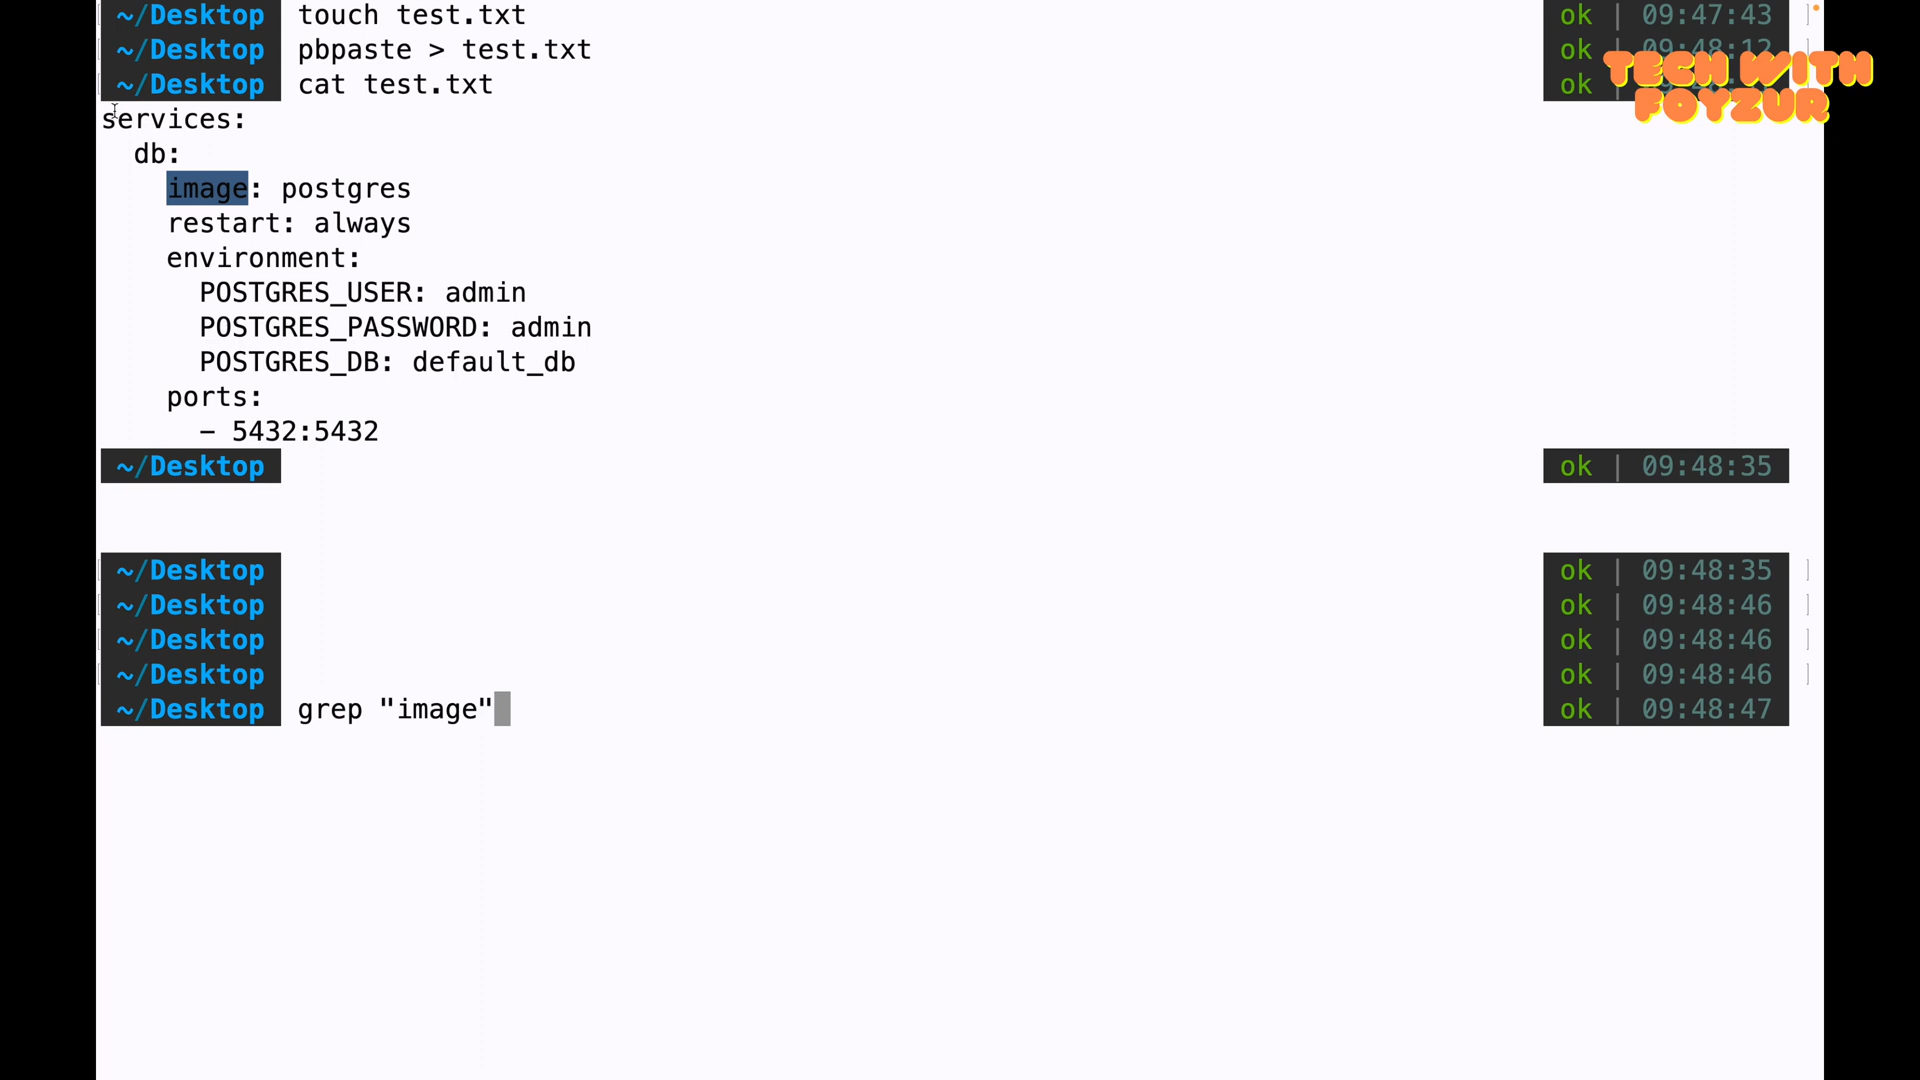 ~/Desktop touch test.txt ok | 09:47:43
~/Desktop pbpaste > test.txt ok | 09:48:12
~/Desktop cat test.txt ok |
TECH WITH
FOYZUR
services:
db:
image: postgres
restart: always
environment:
POSTGRES_USER: admin
POSTGRES_PASSWORD: admin
POSTGRES_DB: default_db
ports:
- 5432:5432
~/Desktop ok | 09:48:35
~/Desktop ok | 09:48:35
~/Desktop ok | 09:48:46
~/Desktop ok | 09:48:46
~/Desktop ok | 09:48:46
~/Desktop grep "image" ok | 09:48:47